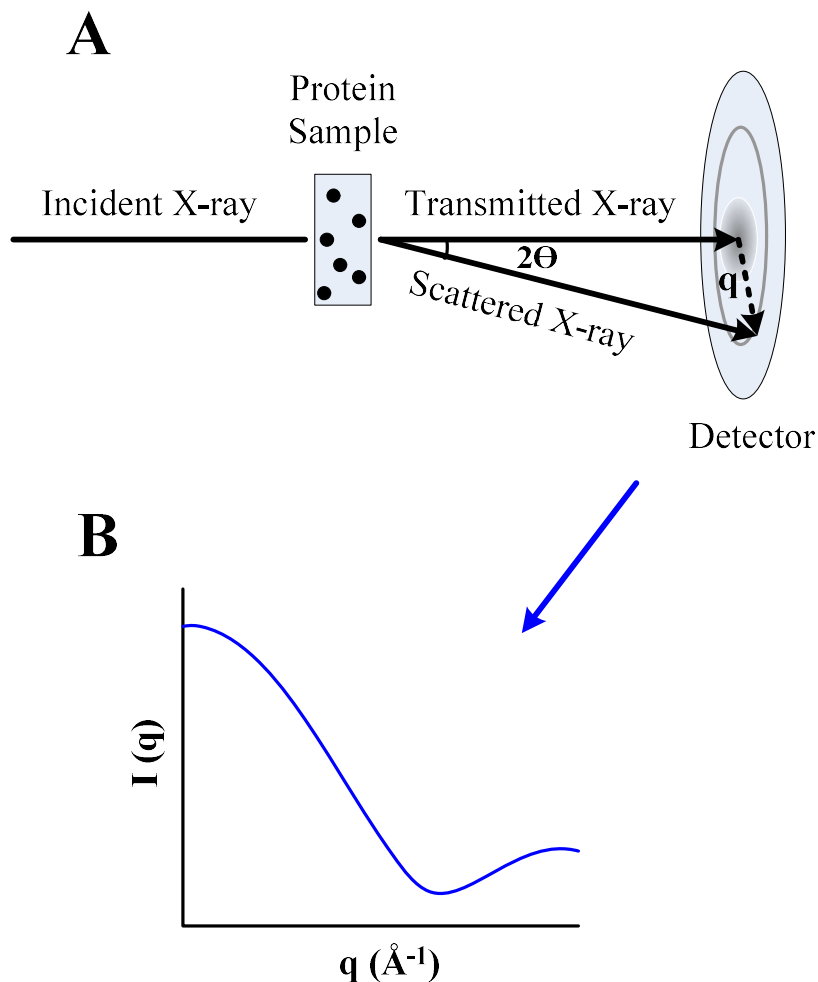 A
Protein
Sample
Incident X-ray
Transmitted X-ray
2Θ
Scattered X-ray
q
Detector
B
I (q)
q (Å⁻¹)